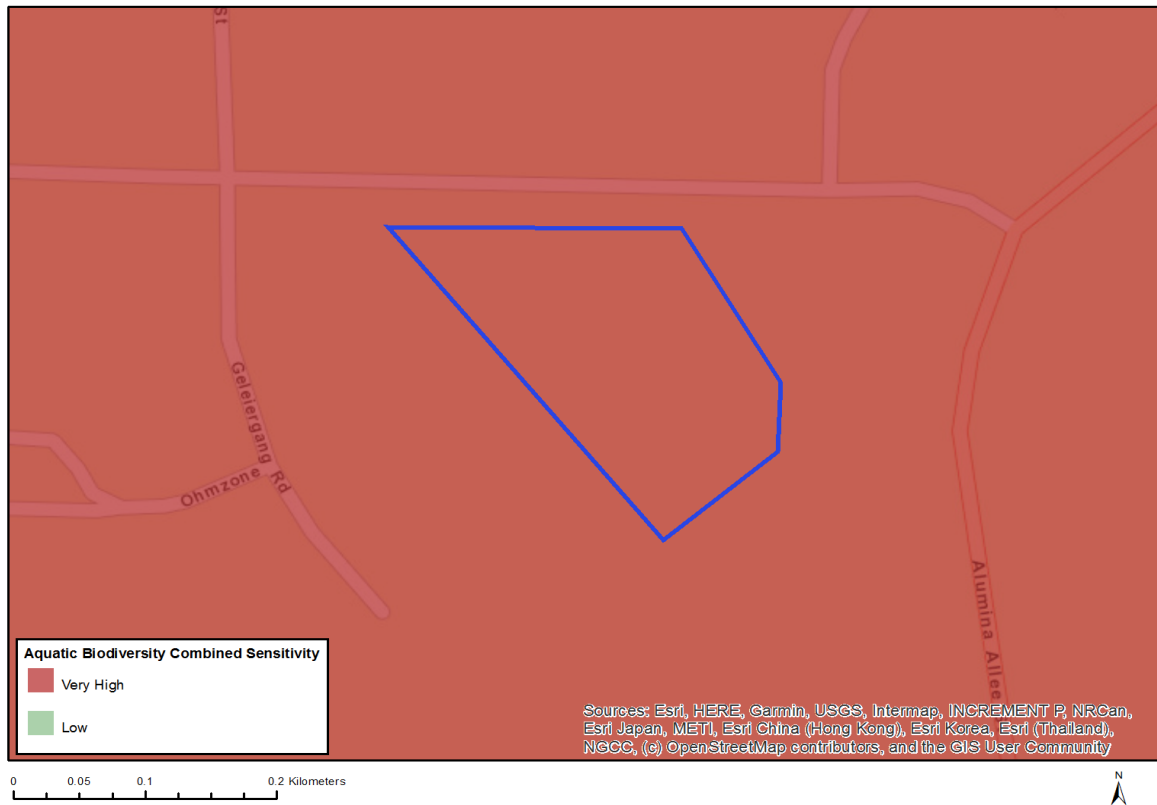 St
Geleiergang Rd
Ohmzone
Alumina Allee
Aquatic Biodiversity Combined Sensitivity
Very High
Low
Sources: Esri, HERE, Garmin, USGS, Intermap, INCREMENT P, NRCan,
Esri Japan, METI, Esri China (Hong Kong), Esri Korea, Esri (Thailand),
NGCC, (c) OpenStreetMap contributors, and the GIS User Community
0 0.05 0.1 0.2 Kilometers
N